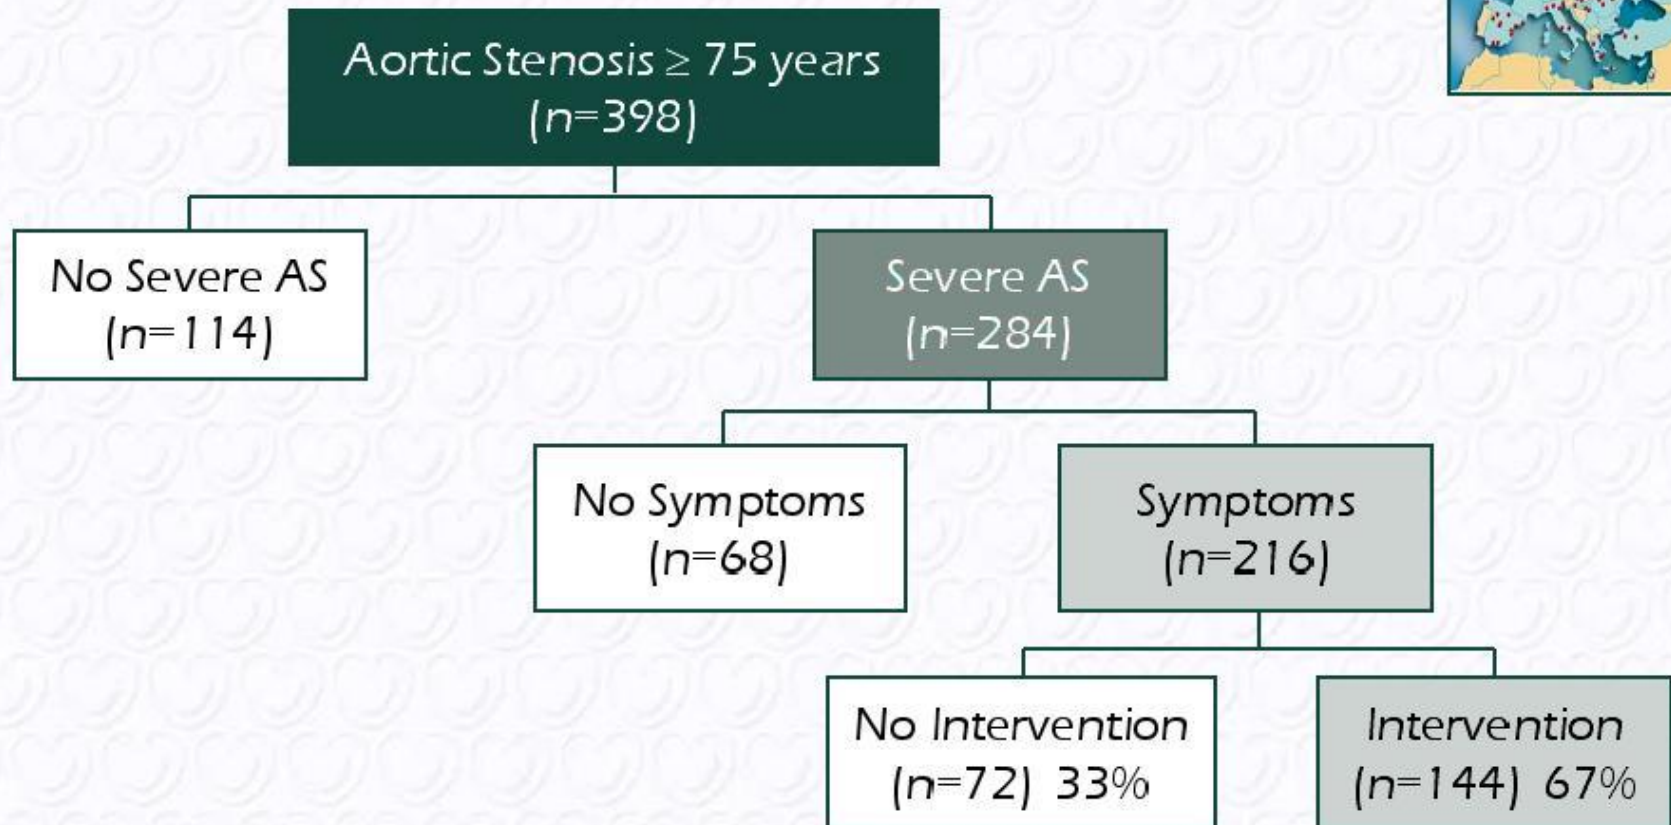 Aortic Stenosis ≥ 75 years
(n=398)
No Severe AS
(n=114)
Severe AS
(n=284)
No Symptoms
(n=68)
Symptoms
(n=216)
No Intervention
(n=72) 33%
Intervention
(n=144) 67%